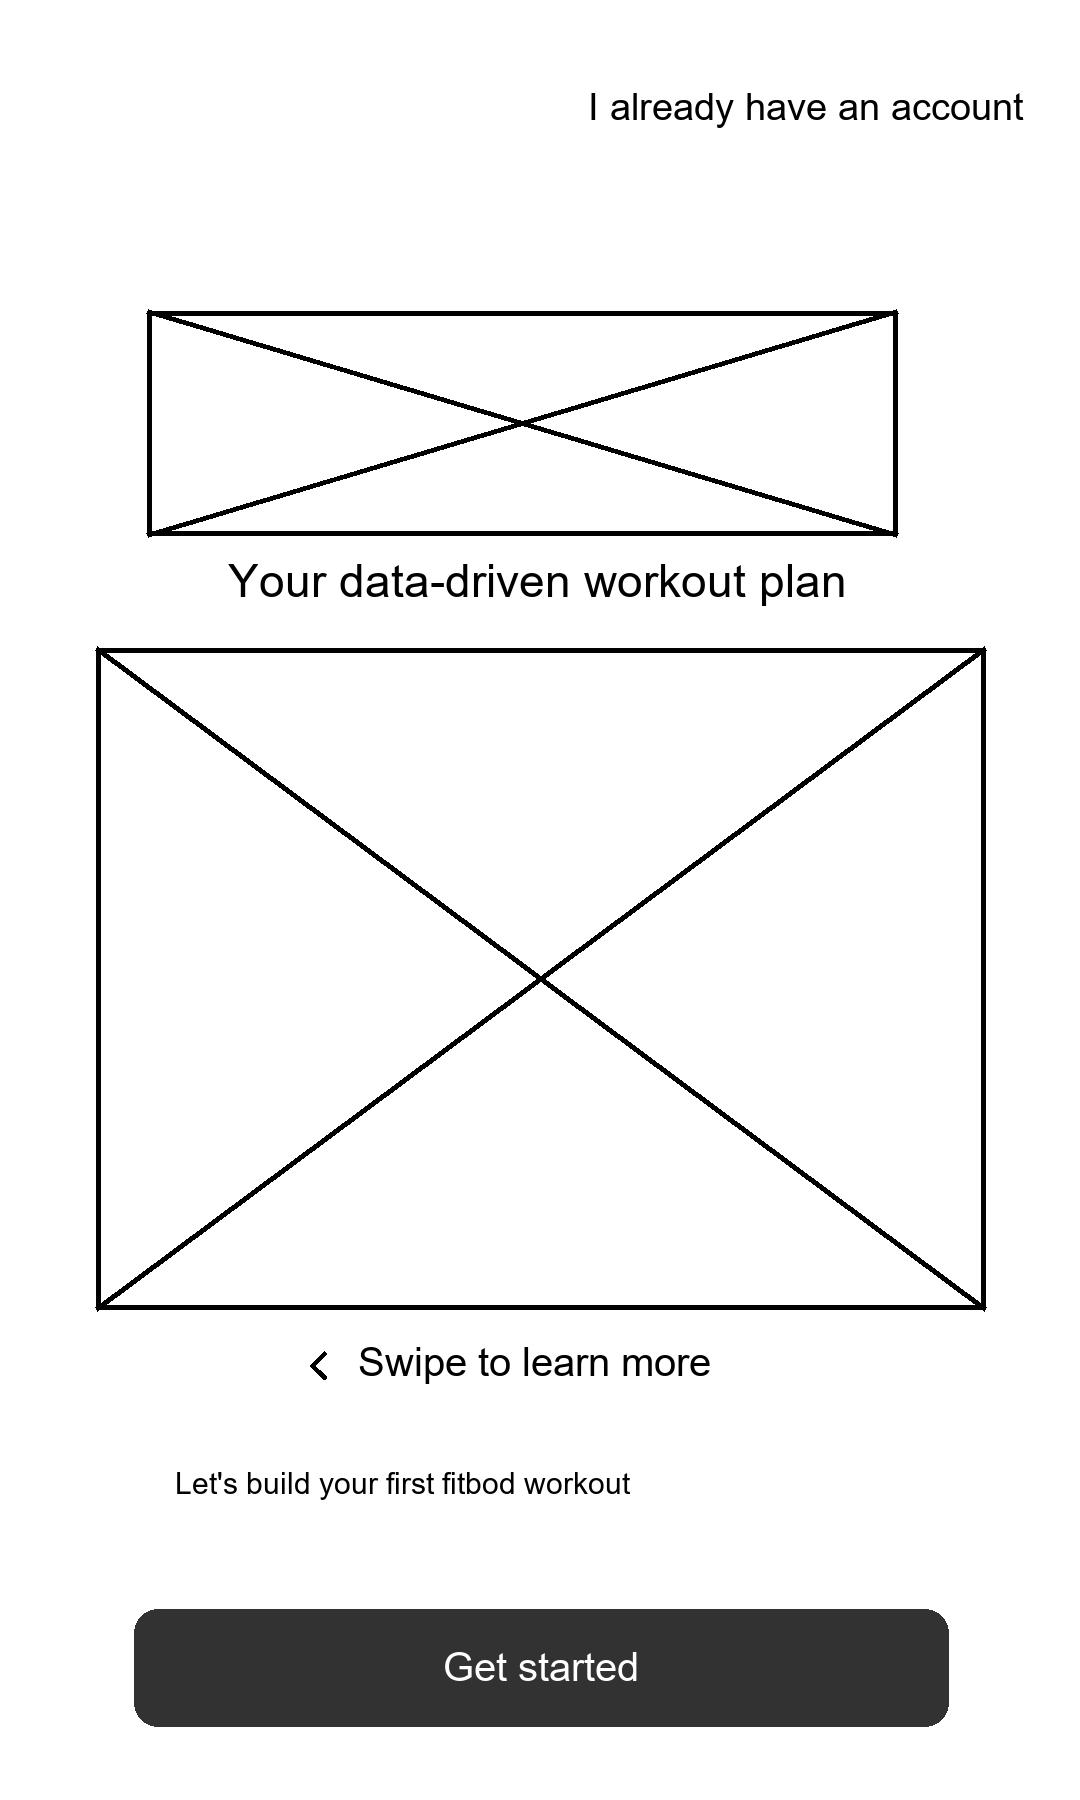 I already have an account
Your data-driven workout plan
Swipe to learn more
Let's build your first fitbod workout
Get started